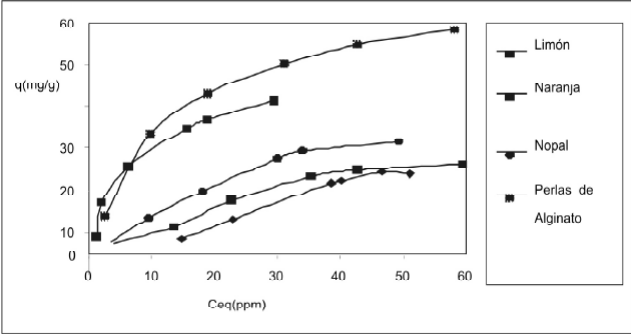 60
50
q(mg/g)
30
20
10
0
0 10 20 30 40 50 60
Ceq(ppm)
Limón
Naranja
Nopal
Perlas de
Alginato